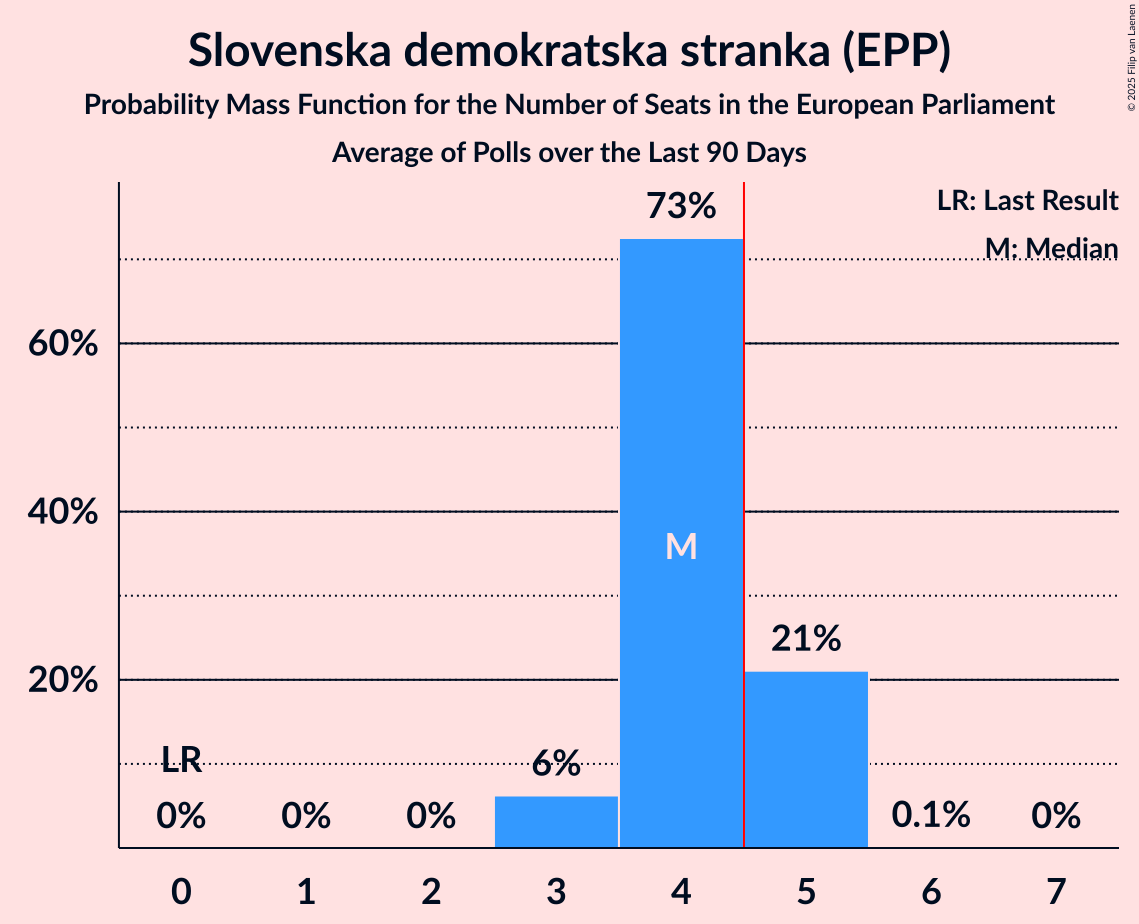 Slovenska demokratska stranka (EPP)
Probability Mass Function for the Number of Seats in the European Parliament
Average of Polls over the Last 90 Days
© 2025 Filip van Laenen
LR: Last Result
M: Median
73%
60%
40%
M
21%
20%
LR
6%
0%
0%
0%
0.1%
0%
0
1
2
3
4
5
6
7